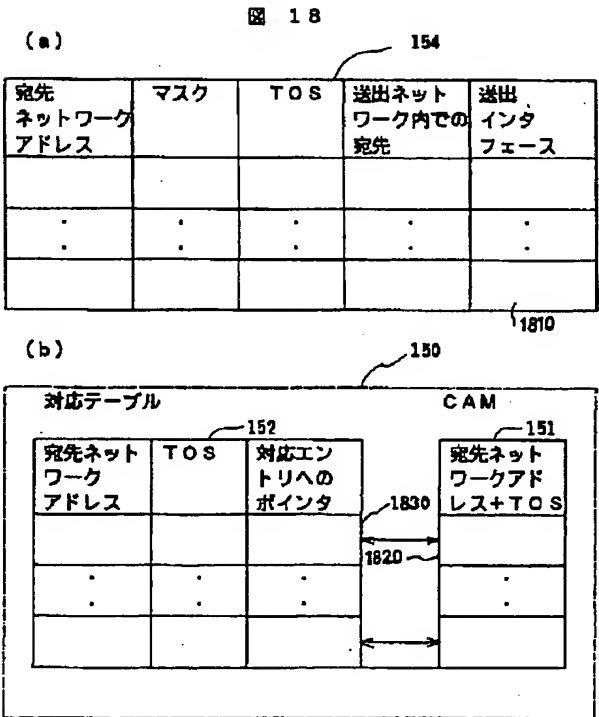 図 18
(a)
154
宛先
ネットワーク
アドレス
マスク
TOS
送出ネット
ワーク内での
宛先
送出
インタ
フェース
1810
(b)
150
対応テーブル
CAM
152
151
宛先ネット
ワーク
アドレス
TOS
対応エン
トリへの
ポインタ
宛先ネット
ワークアド
レス+TOS
1830
1820